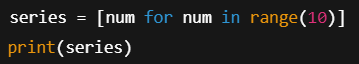 series = [num for num in range(10)]
print(series)